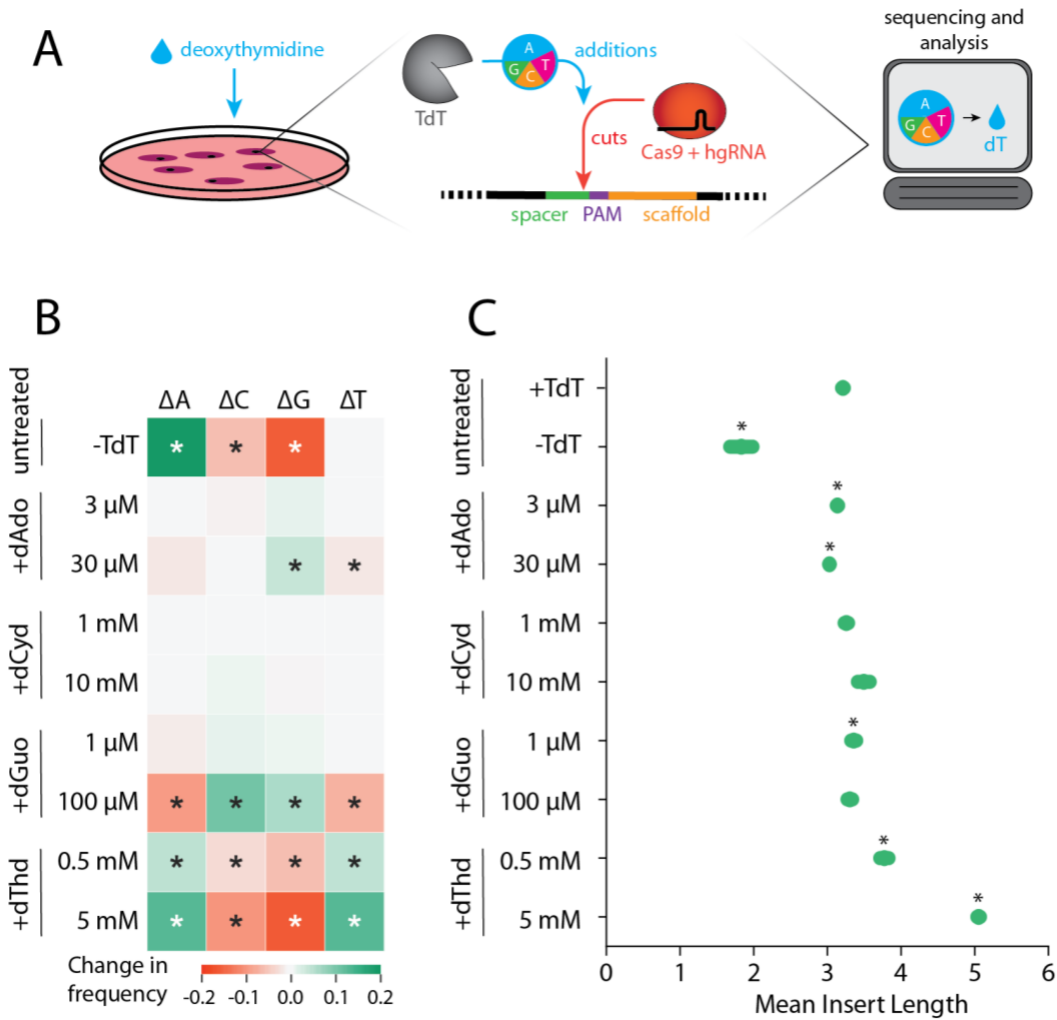 A
deoxythymidine
TdT
A
G
T
C
additions
cuts
Cas9 + hgRNA
spacer PAM scaffold
sequencing and
analysis
A
G
T
C
dT
B
ΔA ΔC ΔG ΔT
untreated
-TdT * * *
+dAdo
3 µM
30 µM * *
+dCyd
1 mM
10 mM
+dGuo
1 µM
100 µM * * * *
+dThd
0.5 mM * * * *
5 mM * * * *
Change in
frequency
-0.2 -0.1 0.0 0.1 0.2
C
untreated
+TdT
-TdT *
+dAdo
3 µM *
30 µM *
+dCyd
1 mM
10 mM
+dGuo
1 µM *
100 µM
+dThd
0.5 mM *
5 mM *
0 1 2 3 4 5 6
Mean Insert Length